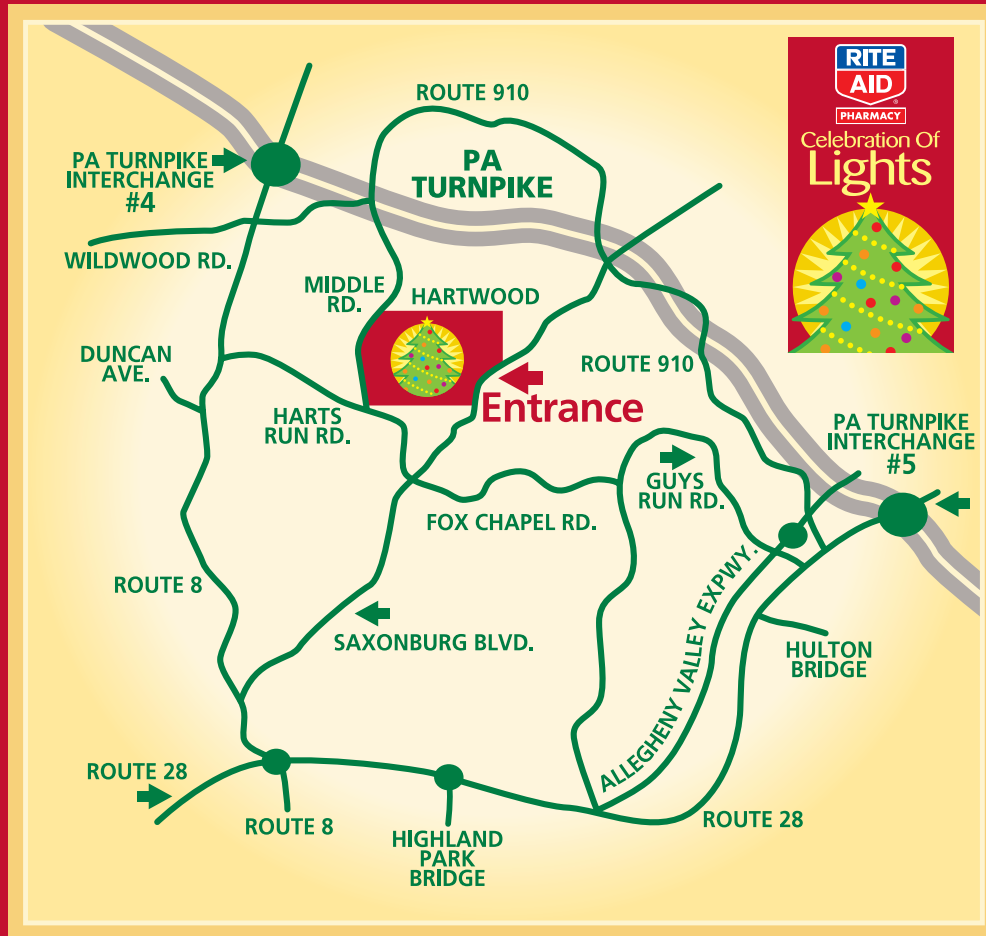 RITE
AID
®
PHARMACY
Celebration Of
Lights
ROUTE 910
PA TURNPIKE
INTERCHANGE
#4
PA
TURNPIKE
WILDWOOD RD.
MIDDLE
RD.
HARTWOOD
DUNCAN
AVE.
ROUTE 910
Entrance
HARTS
RUN RD.
PA TURNPIKE
INTERCHANGE
#5
GUYS
RUN RD.
FOX CHAPEL RD.
ROUTE 8
SAXONBURG BLVD.
ALLEGHENY VALLEY EXPWY.
HULTON
BRIDGE
ROUTE 28
ROUTE 8
HIGHLAND
PARK
BRIDGE
ROUTE 28